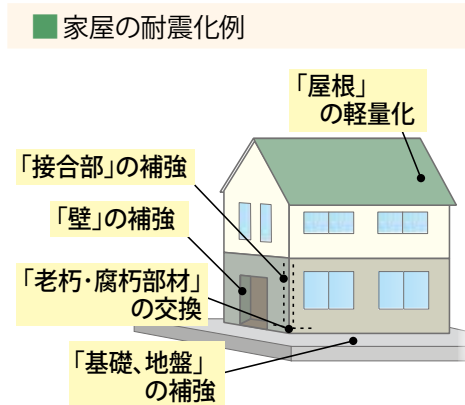 ■家屋の耐震化例
「屋根」
の軽量化
「接合部」の補強
「壁」の補強
「老朽・腐朽部材」
の交換
「基礎、地盤」
の補強